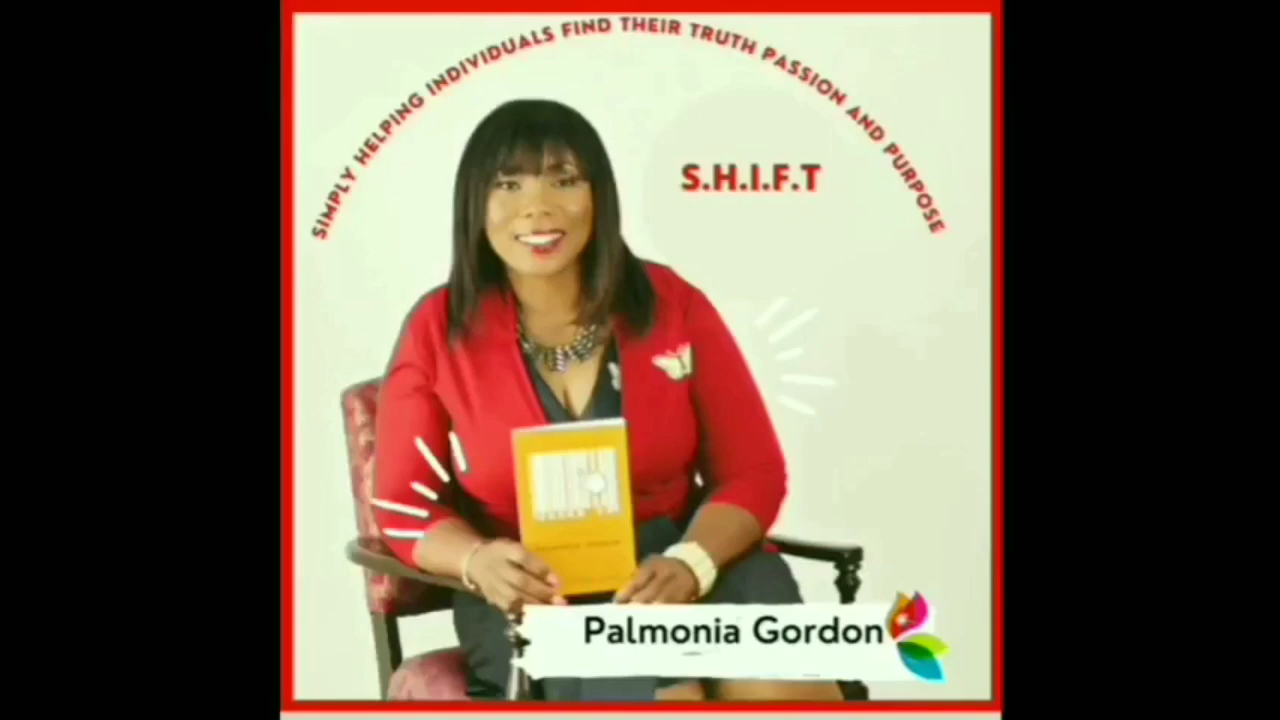 SIMPLY HELPING INDIVIDUALS FIND THEIR TRUTH PASSION AND PURPOSE
S.H.I.F.T
Palmonia Gordon